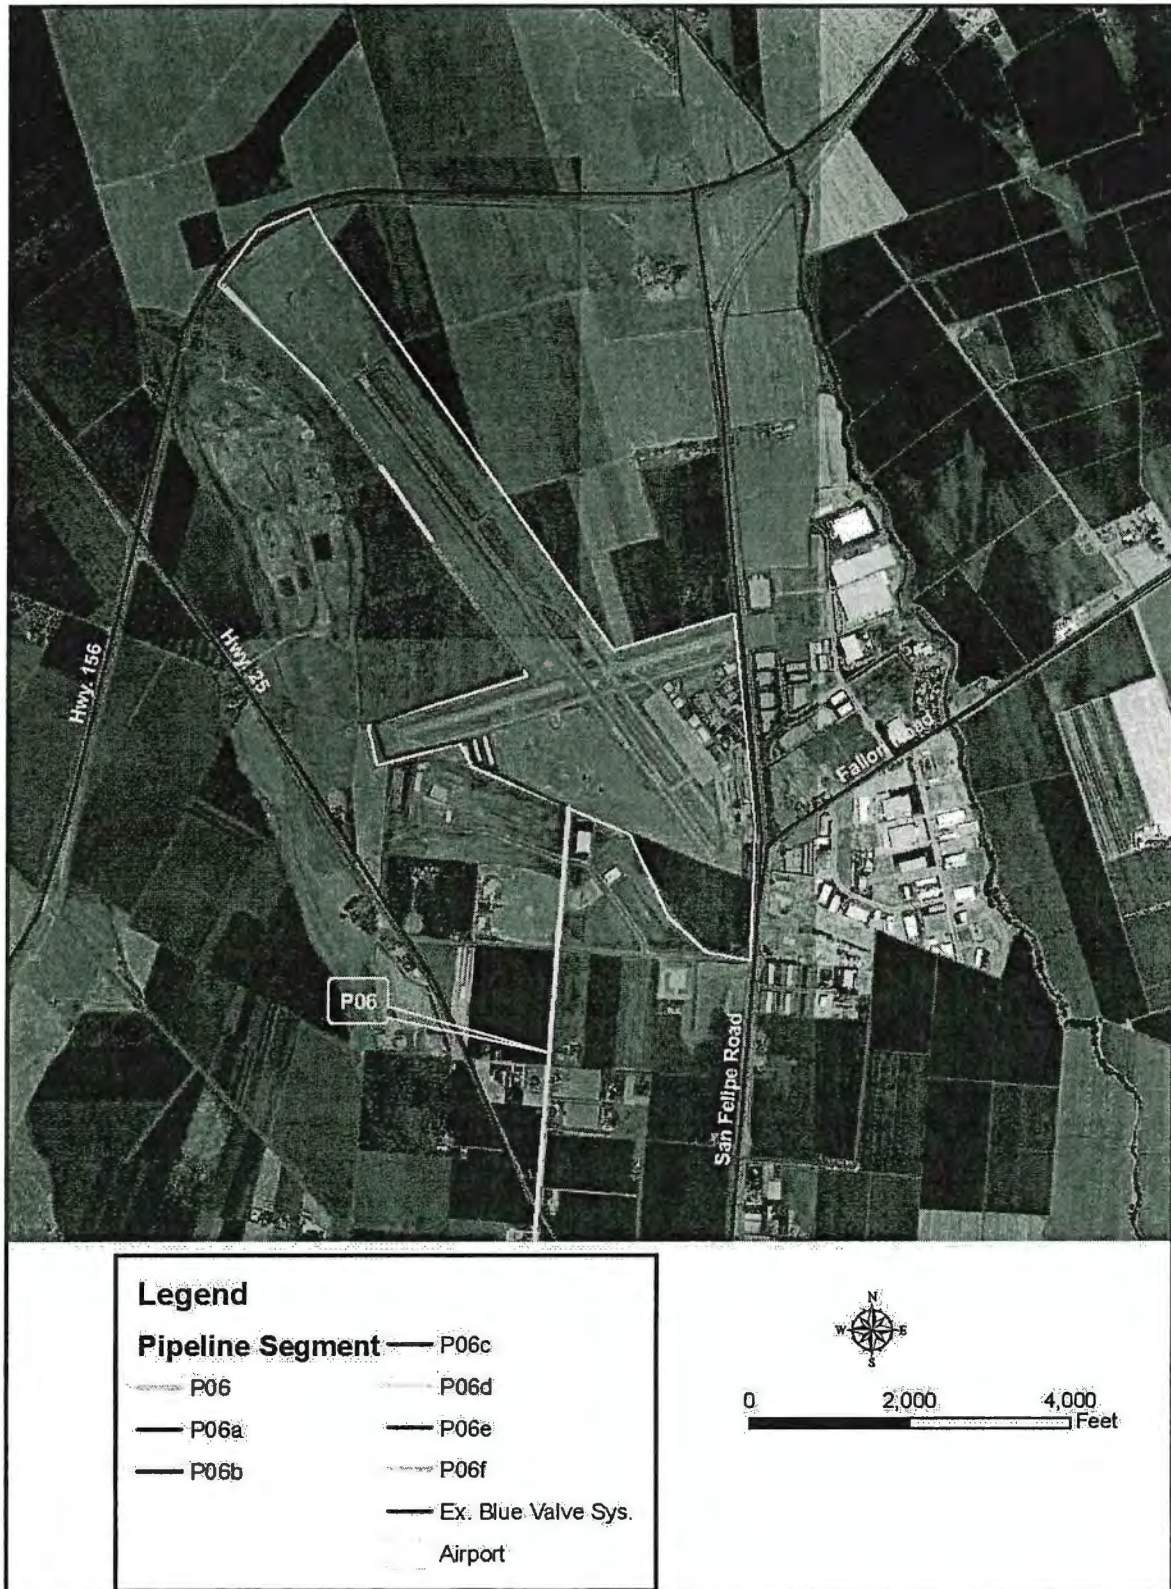 Hwy. 156
Hwy. 25
Fallon Road
P06
San Felipe Road
Legend
Pipeline Segment
P06
P06a
P06b
P06c
P06d
P06e
P06f
Ex. Blue Valve Sys.
Airport
N
W E
S
0 2,000 4,000
Feet